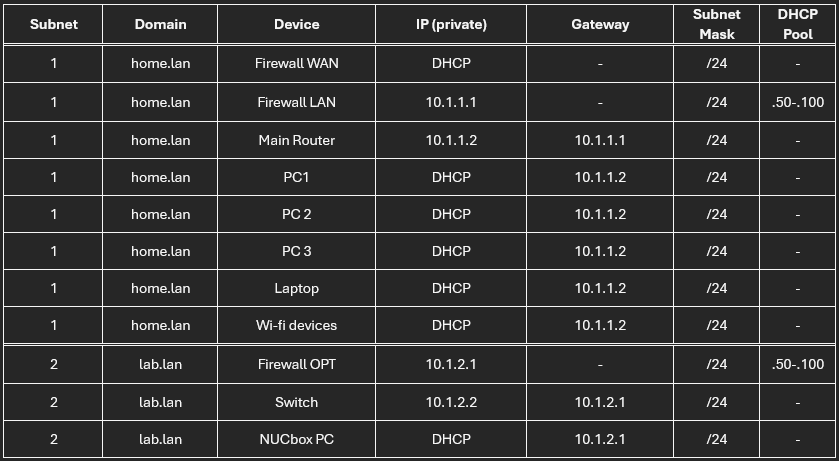 Subnet Domain Device IP (private) Gateway Subnet Mask DHCP Pool
1 home.lan Firewall WAN DHCP - /24 -
1 home.lan Firewall LAN 10.1.1.1 - /24 .50-.100
1 home.lan Main Router 10.1.1.2 10.1.1.1 /24 -
1 home.lan PC1 DHCP 10.1.1.2 /24 -
1 home.lan PC 2 DHCP 10.1.1.2 /24 -
1 home.lan PC 3 DHCP 10.1.1.2 /24 -
1 home.lan Laptop DHCP 10.1.1.2 /24 -
1 home.lan Wi-fi devices DHCP 10.1.1.2 /24 -
2 lab.lan Firewall OPT 10.1.2.1 - /24 .50-.100
2 lab.lan Switch 10.1.2.2 10.1.2.1 /24 -
2 lab.lan NUCbox PC DHCP 10.1.2.1 /24 -